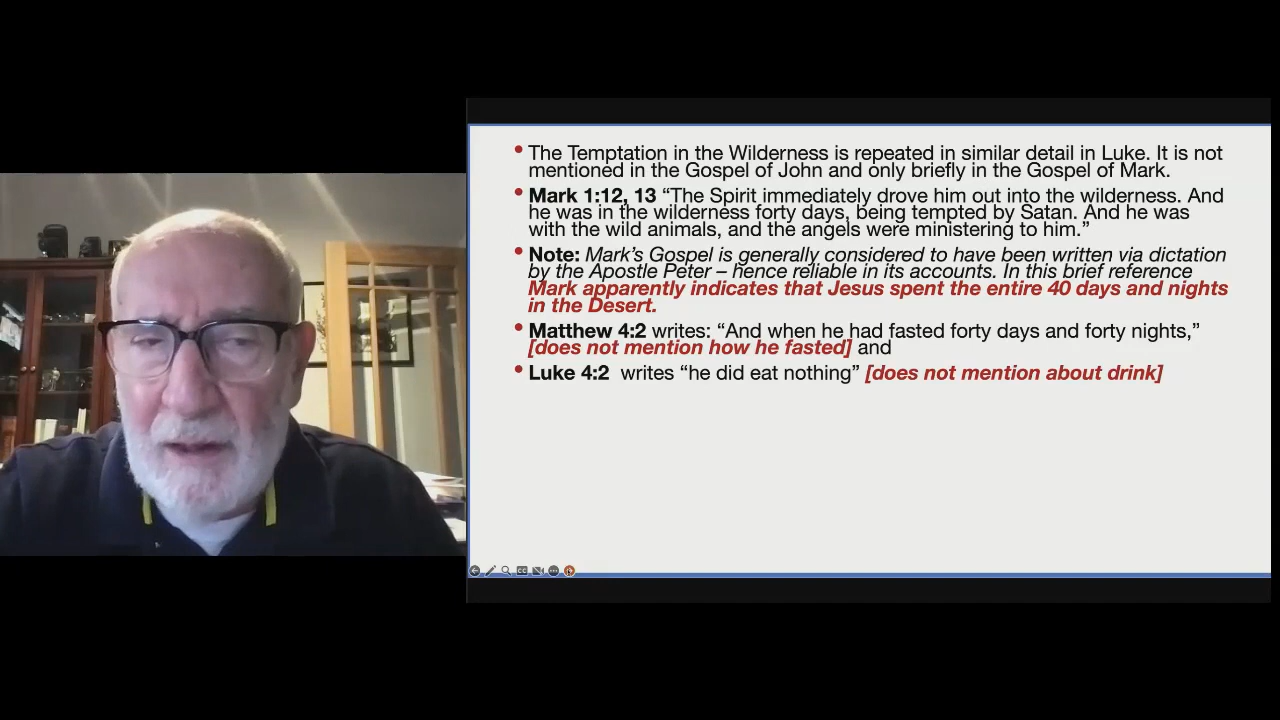 • The Temptation in the Wilderness is repeated in similar detail in Luke. It is not
mentioned in the Gospel of John and only briefly in the Gospel of Mark.
• Mark 1:12, 13 “The Spirit immediately drove him out into the wilderness. And
he was in the wilderness forty days, being tempted by Satan. And he was
with the wild animals, and the angels were ministering to him.”
• Note: Mark’s Gospel is generally considered to have been written via dictation
by the Apostle Peter – hence reliable in its accounts. In this brief reference
Mark apparently indicates that Jesus spent the entire 40 days and nights
in the Desert.
• Matthew 4:2 writes: “And when he had fasted forty days and forty nights,”
[does not mention how he fasted] and
• Luke 4:2 writes “he did eat nothing” [does not mention about drink]